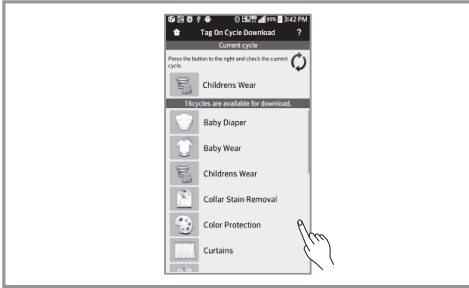 89% 3:42 PM
Tag On Cycle Download ?
Current cycle
Press the button to the right and check the current
cycle.
Childrens Wear
16cycles are available for download.
Baby Diaper
Baby Wear
Childrens Wear
Collar Stain Removal
Color Protection
Curtains